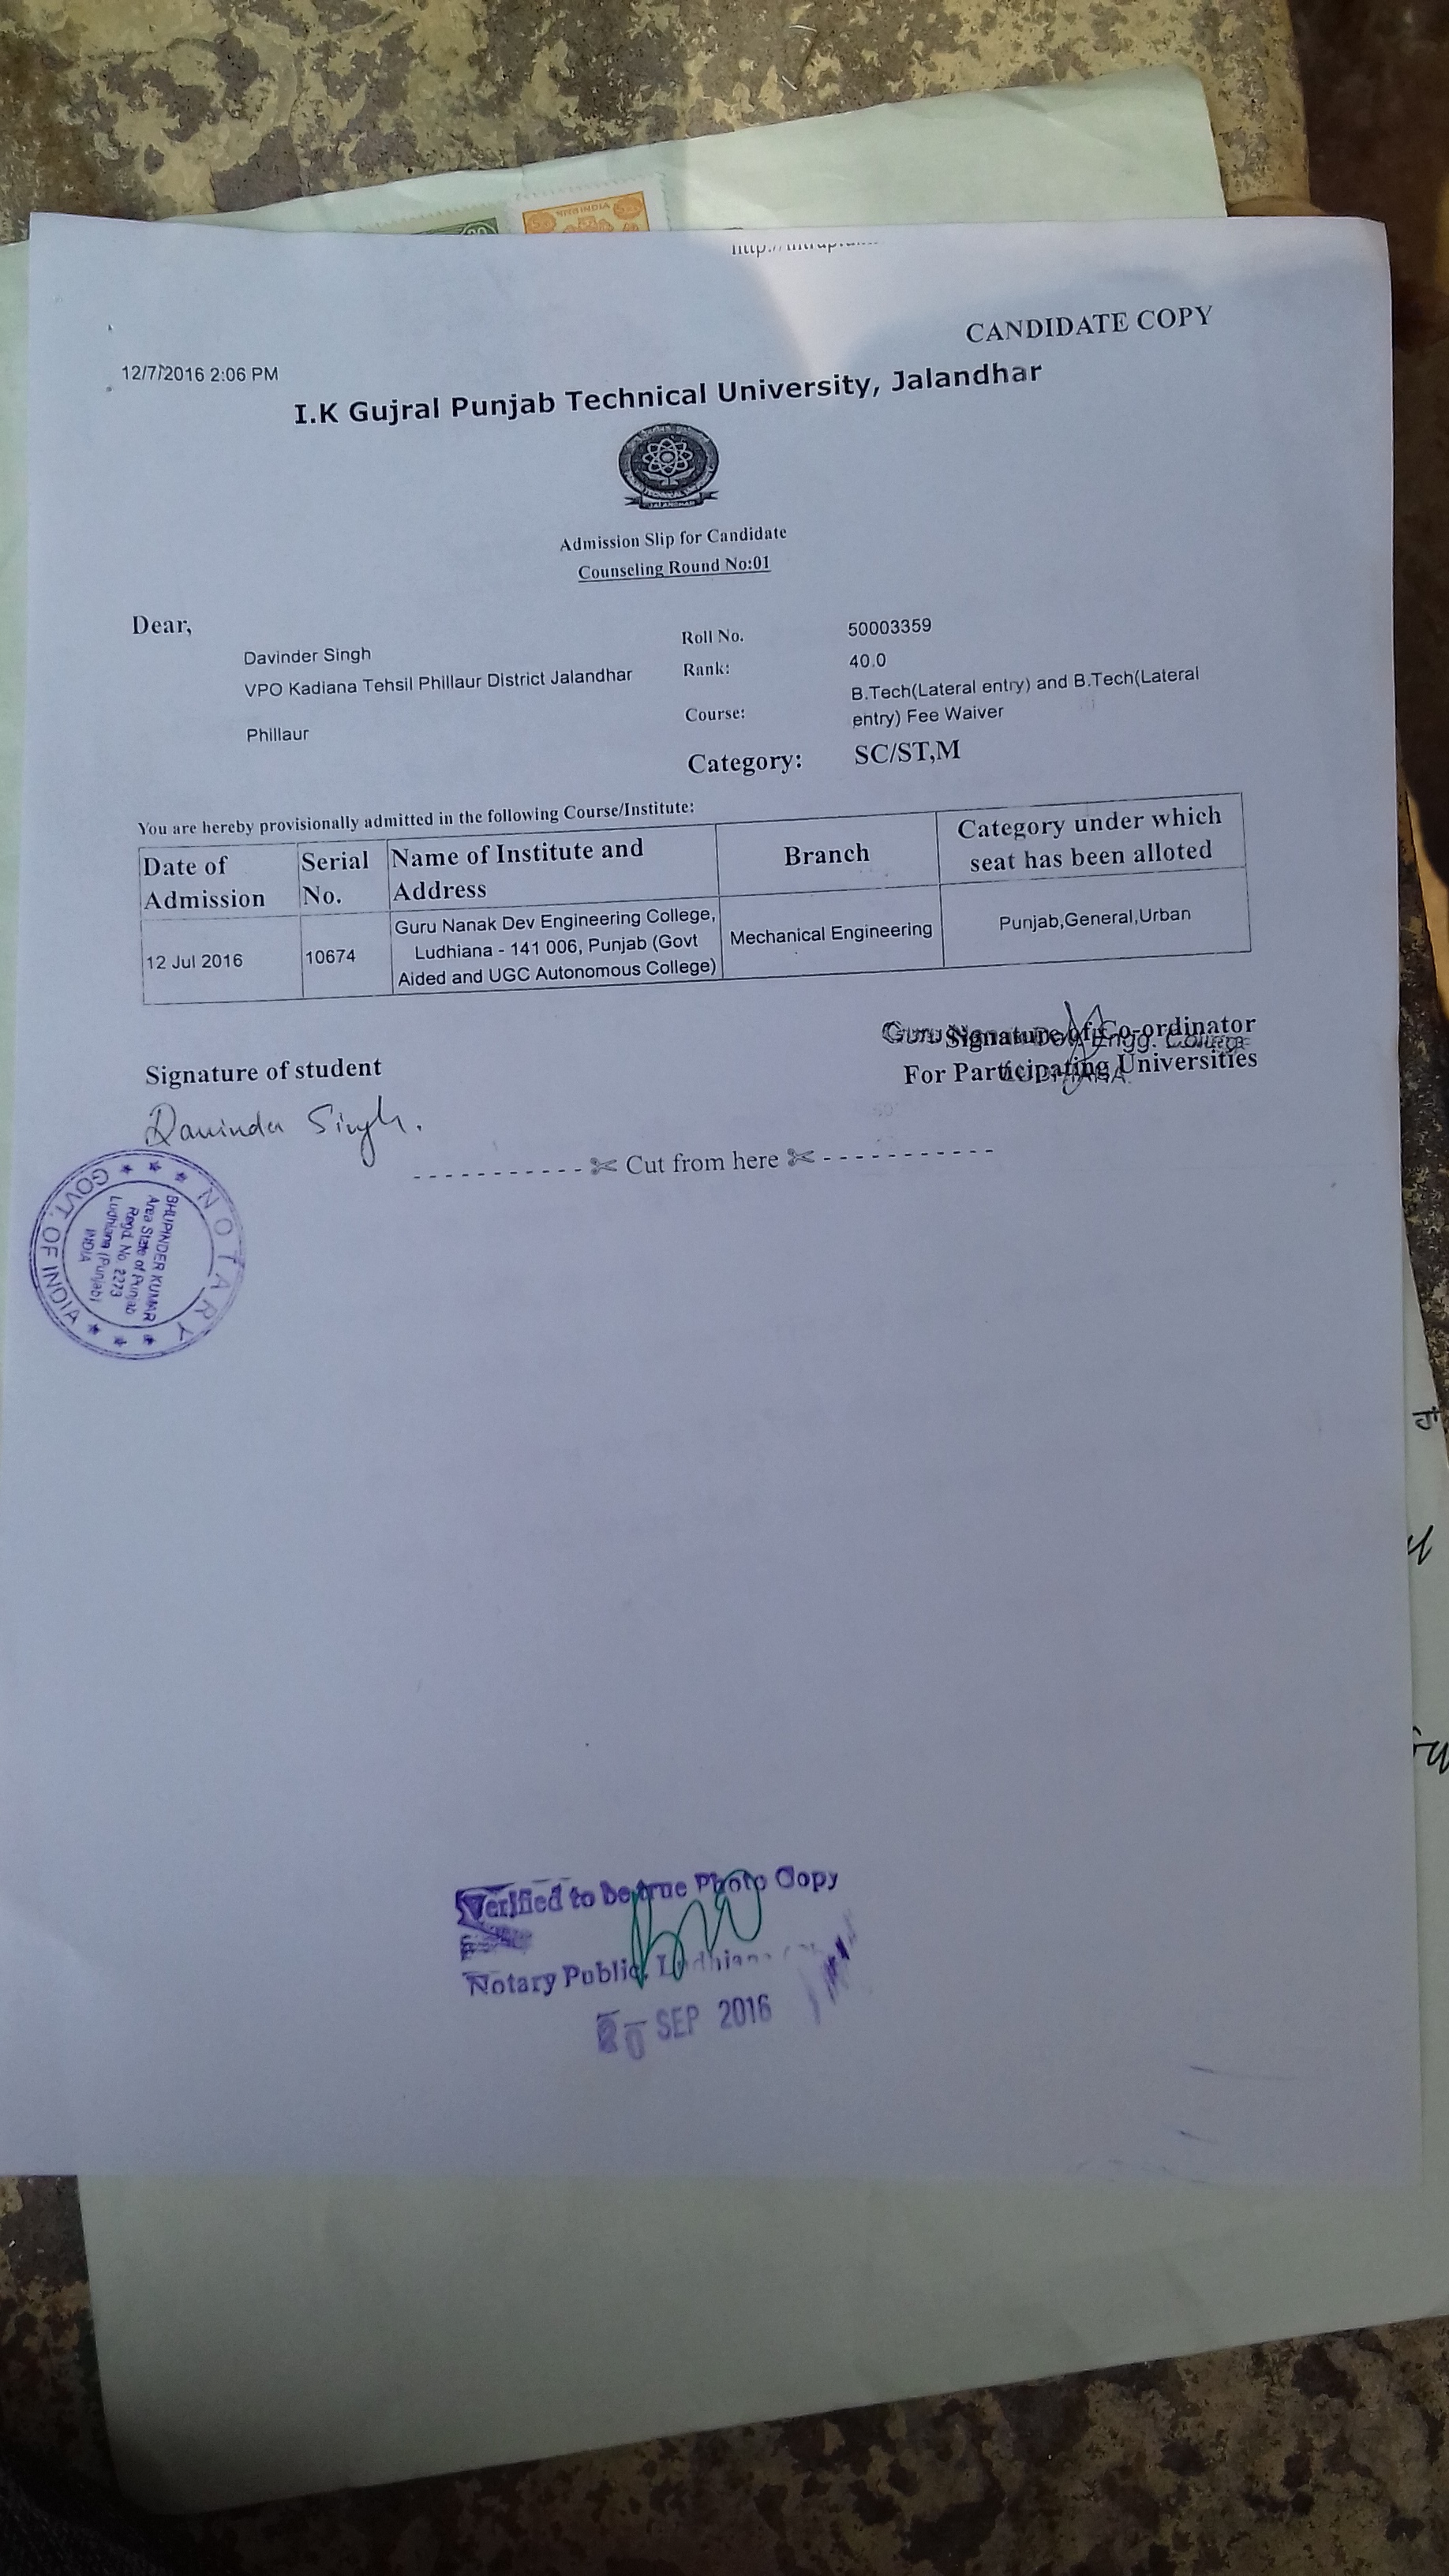 CANDIDATE COPY
12/7/2016 2:06 PM
I.K Gujral Punjab Technical University, Jalandhar
Admission Slip for Candidate
Counseling Round No:01
Dear,
Davinder Singh
VPO Kadiana Tehsil Phillaur District Jalandhar
Phillaur
Roll No. 50003359
Rank: 40.0
Course: B.Tech(Lateral entry) and B.Tech(Lateral
entry) Fee Waiver
Category: SC/ST,M
You are hereby provisionally admitted in the following Course/Institute:
Date of Admission Serial No. Name of Institute and Address Branch Category under which seat has been alloted
12 Jul 2016 10674 Guru Nanak Dev Engineering College, Ludhiana - 141 006, Punjab (Govt Aided and UGC Autonomous College) Mechanical Engineering Punjab,General,Urban
Signature of student
Davinder Singh.
Signature of Co-ordinator
For Participating Universities
Guru Dev Engg. College
Cut from here
NOTARY
BHUPINDER KUMAR
Area State of Punjab
Regd. No. 2273
Ludhiana (Punjab)
INDIA
GOVT. OF INDIA
Verified to be true Photo Copy
Notary Public
SEP 2016
INDIA